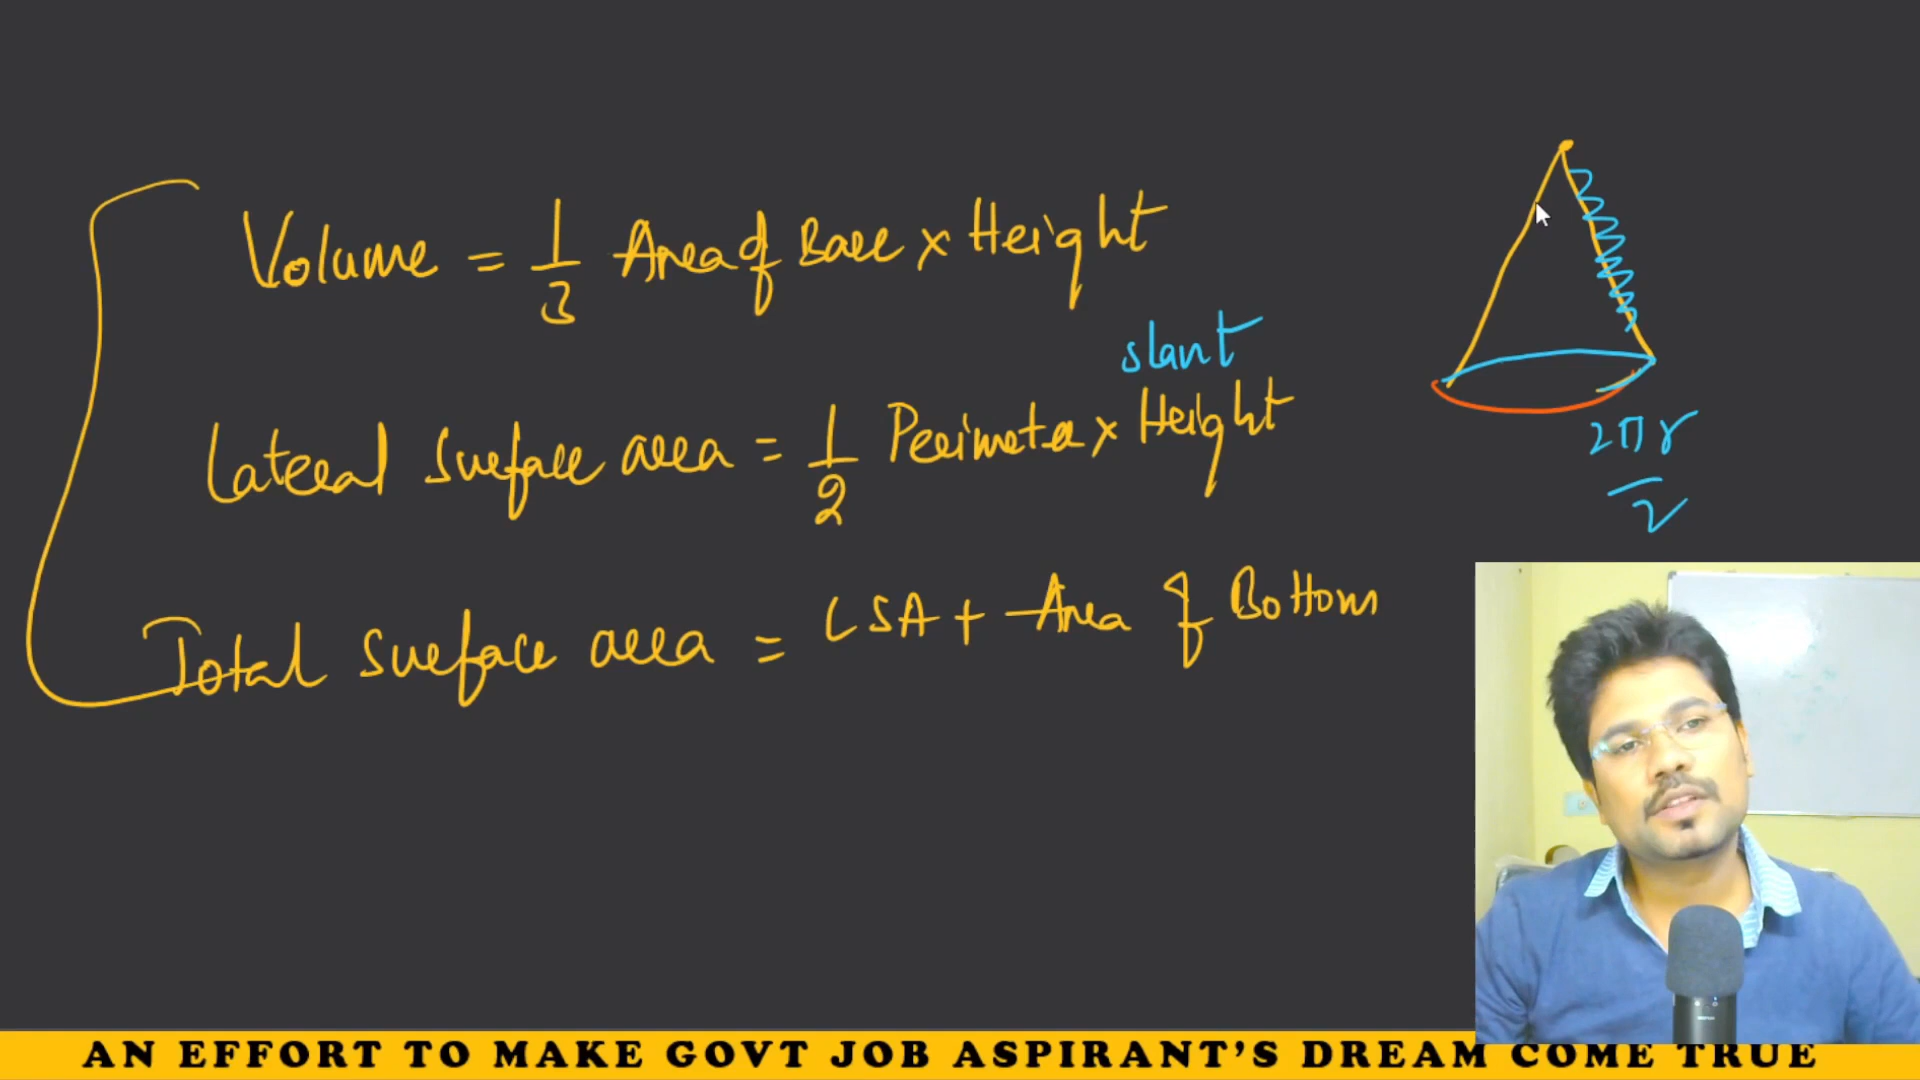 Volume = 1/3 Area of Base × Height
slant
Lateral Surface area = 1/2 Perimeter × Height
2πr
2
Total Surface area = LSA + Area of Bottom
AN EFFORT TO MAKE GOVT JOB ASPIRANT'S DREAM COME TRUE